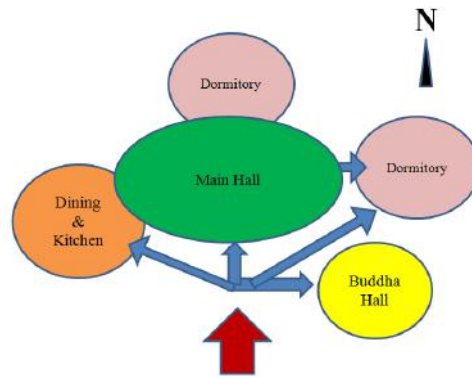 N
Dormitory
Main Hall
Dormitory
Dining
&
Kitchen
Buddha
Hall